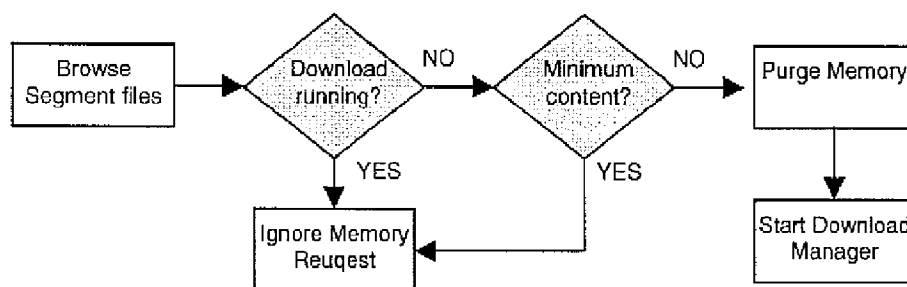 Browse
Segment files
Download
running?
NO
Minimum
content?
NO
Purge Memory
YES
YES
Ignore Memory
Reuqest
Start Download
Manager